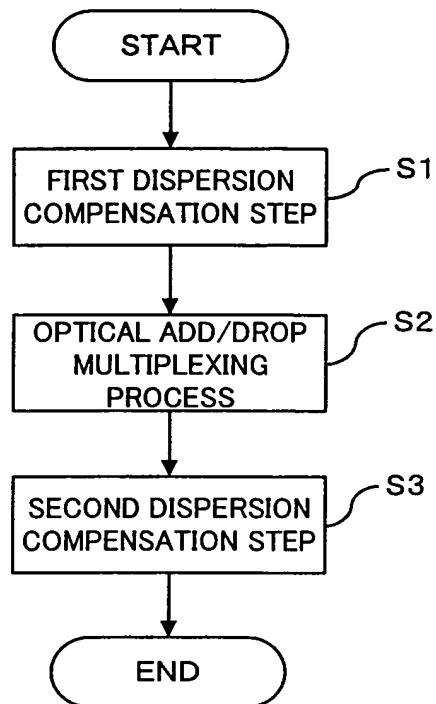 START
FIRST DISPERSION
COMPENSATION STEP
S1
OPTICAL ADD/DROP
MULTIPLEXING
PROCESS
S2
SECOND DISPERSION
COMPENSATION STEP
S3
END